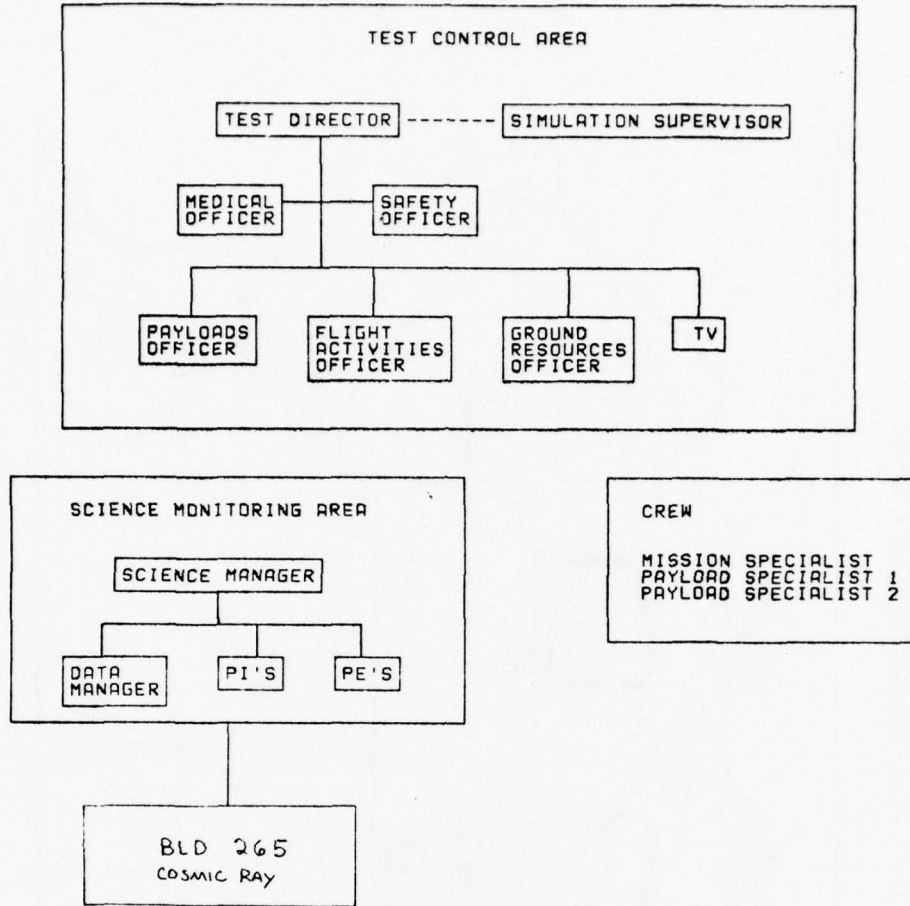 TEST CONTROL AREA
TEST DIRECTOR
SIMULATION SUPERVISOR
MEDICAL
OFFICER
SAFETY
OFFICER
PAYLOADS
OFFICER
FLIGHT
ACTIVITIES
OFFICER
GROUND
RESOURCES
OFFICER
TV
SCIENCE MONITORING AREA
SCIENCE MANAGER
DATA
MANAGER
PI'S
PE'S
CREW
MISSION SPECIALIST
PAYLOAD SPECIALIST 1
PAYLOAD SPECIALIST 2
BLD 265
COSMIC RAY